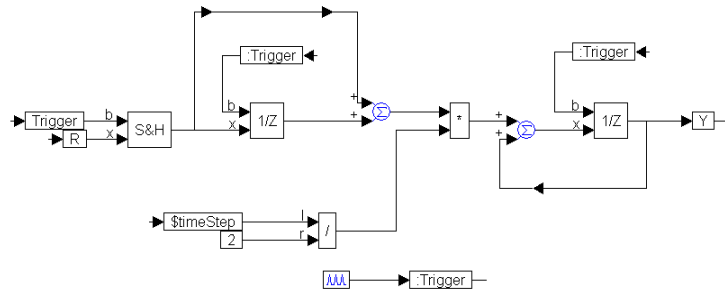 :Trigger
:Trigger
+
b
b
+
b
Trigger
S&H
x
1/Z
+
Σ
*
+
Σ
x
1/Z
Y
R
x
+
$timeStep
l
/
2
r
:Trigger